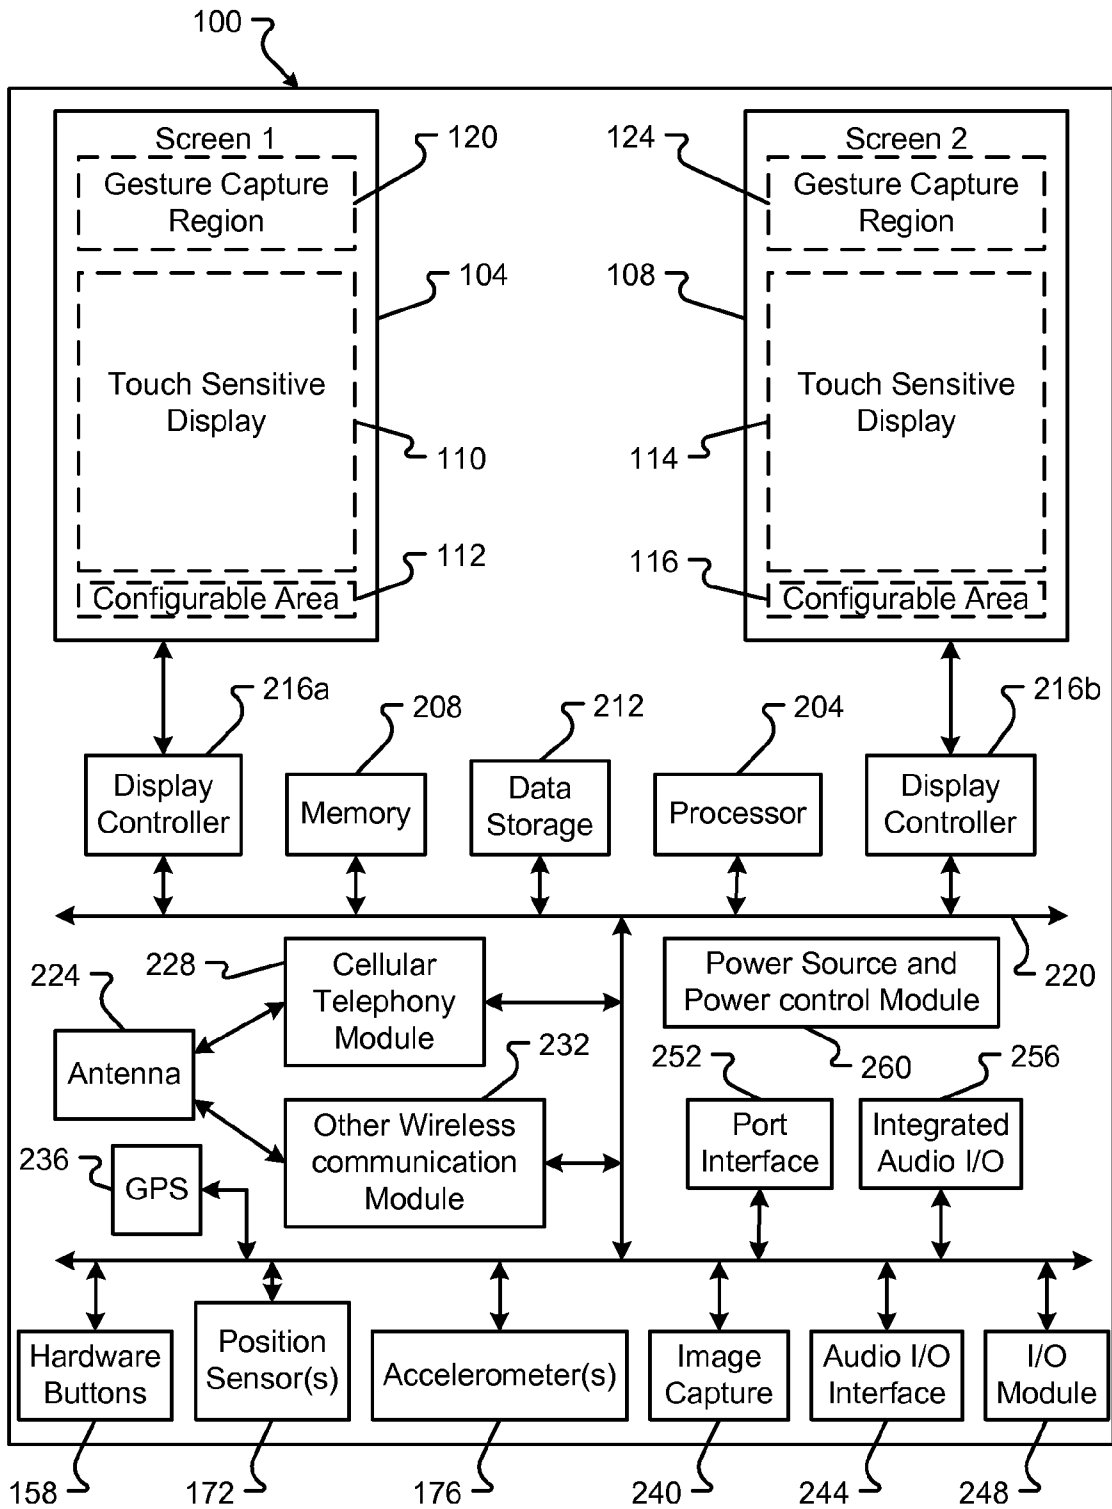 100
Screen 1
Gesture Capture
Region
120
104
Touch Sensitive
Display
110
112
Configurable Area
Screen 2
124
Gesture Capture
Region
108
Touch Sensitive
Display
114
116
Configurable Area
216a
208
212
204
216b
Display
Controller
Memory
Data
Storage
Processor
Display
Controller
220
224
228
Cellular
Telephony
Module
Power Source and
Power control Module
260
Antenna
232
Other Wireless
communication
Module
252
Port
Interface
256
Integrated
Audio I/O
236
GPS
Hardware
Buttons
Position
Sensor(s)
Accelerometer(s)
Image
Capture
Audio I/O
Interface
I/O
Module
158
172
176
240
244
248